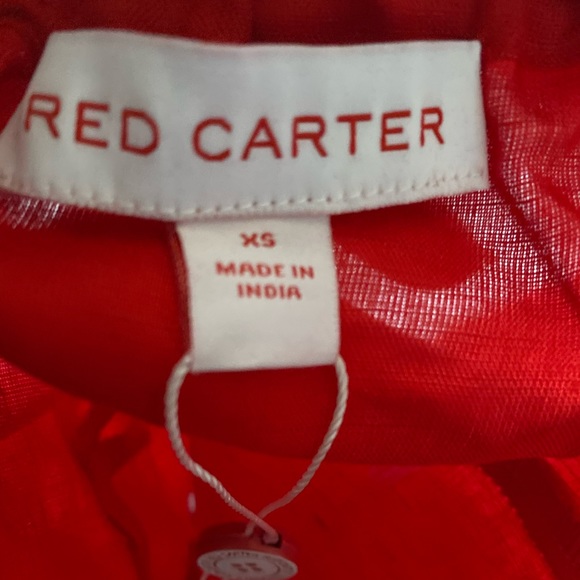 RED CARTER
XS
MADE IN
INDIA